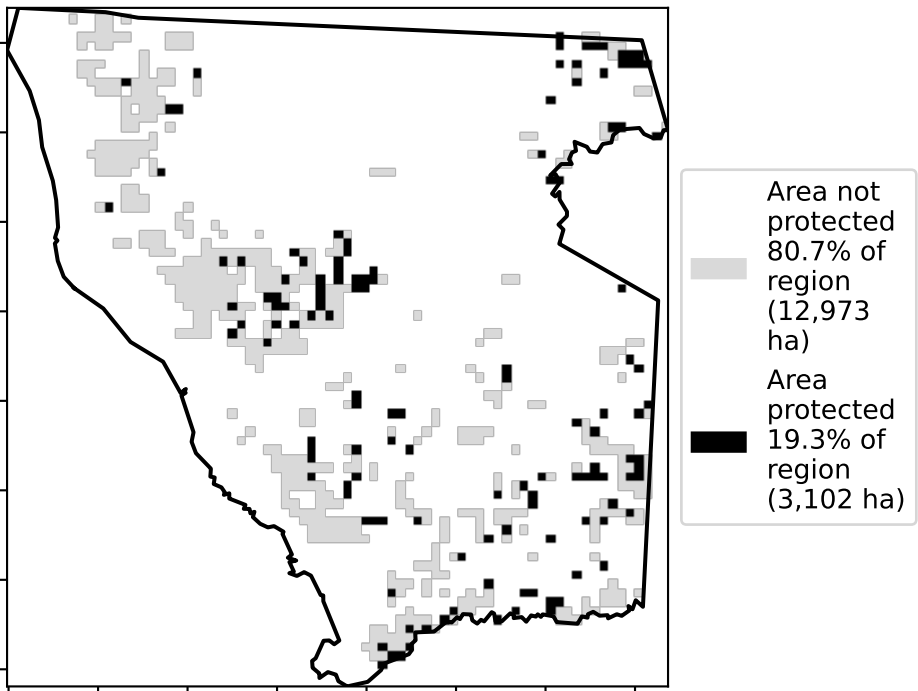 Area not
protected
80.7% of
region
(12,973
ha)
Area
protected
19.3% of
region
(3,102 ha)